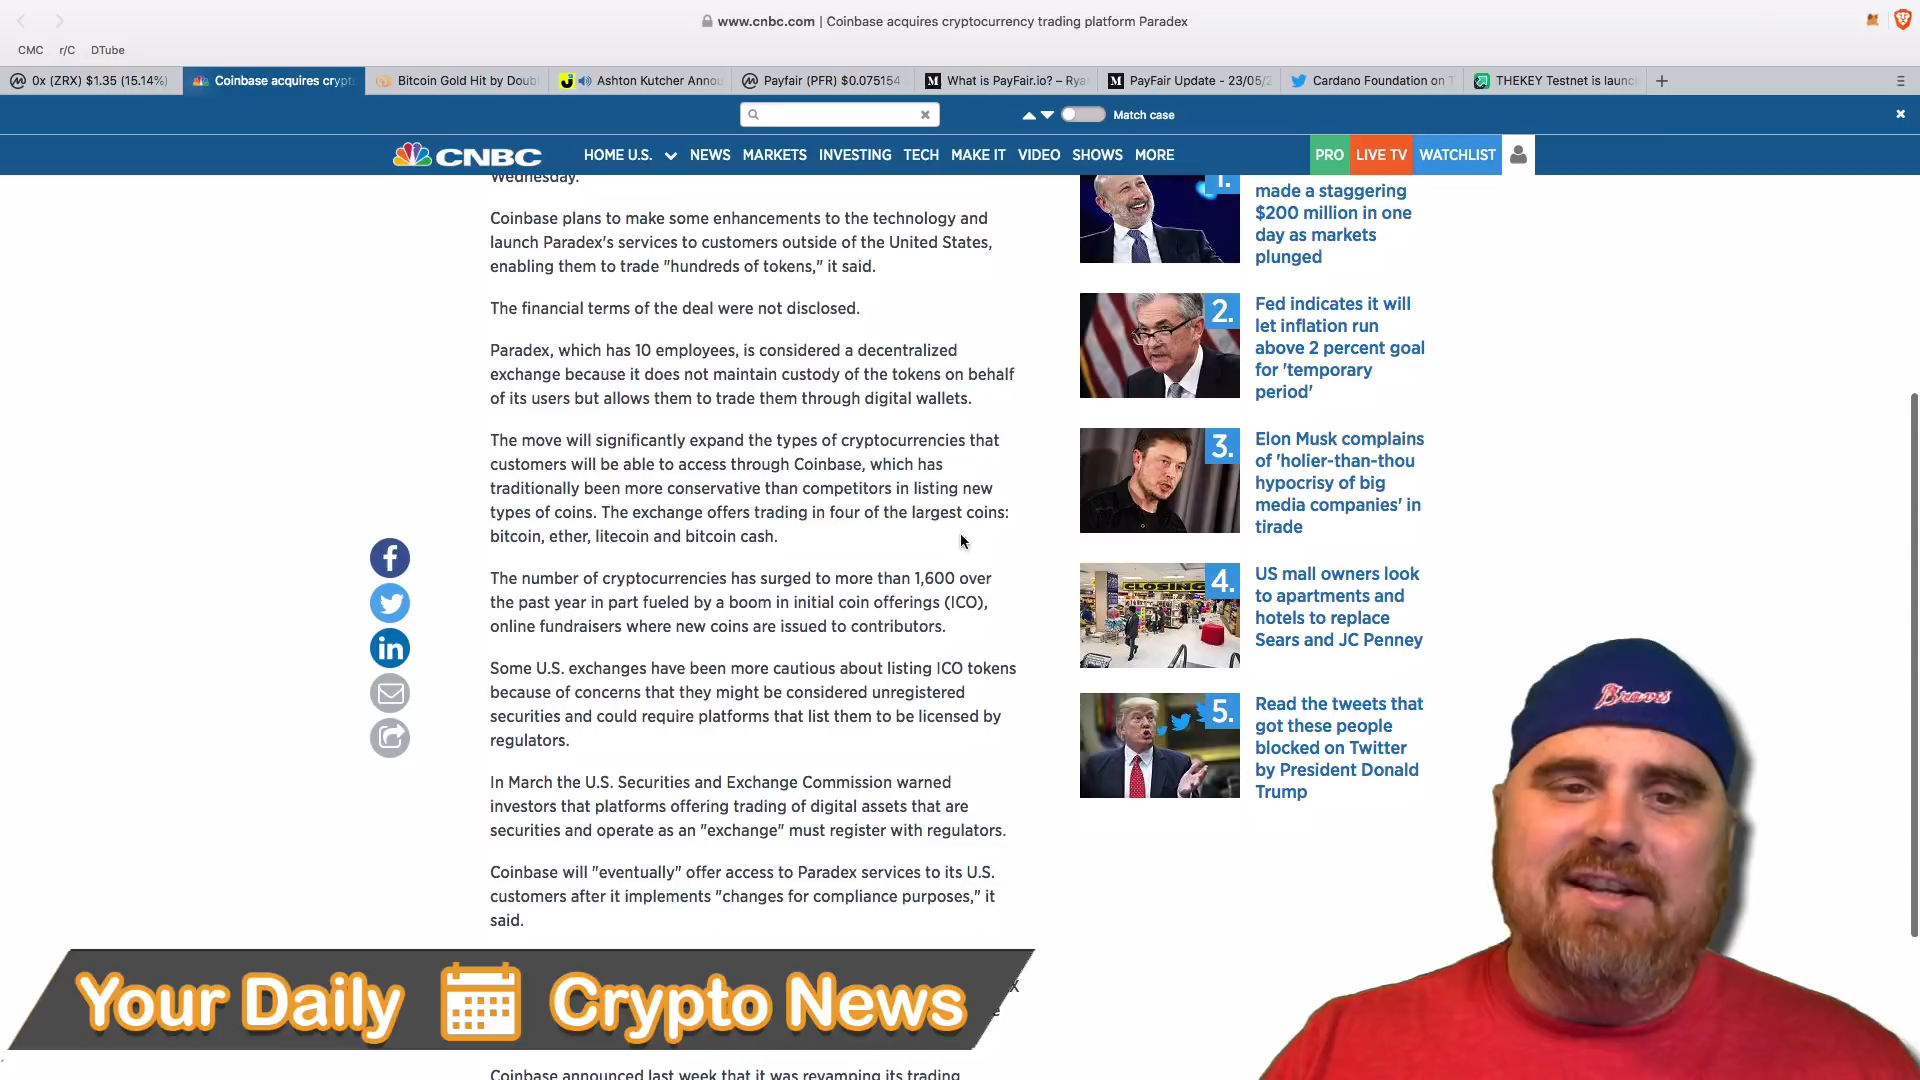 www.cnbc.com | Coinbase acquires cryptocurrency trading platform Paradex
CMC r/C DTube
0x (ZRX) $1.35 (15.14%)
Coinbase acquires crypt
Bitcoin Gold Hit by Doubl
Ashton Kutcher Annou
Payfair (PFR) $0.075154
What is PayFair.io? – Rya
PayFair Update - 23/05/2
Cardano Foundation on T
THEKEY Testnet is launc
Match case
CNBC
HOME U.S. NEWS MARKETS INVESTING TECH MAKE IT VIDEO SHOWS MORE
PRO LIVE TV WATCHLIST
Wednesday.
Coinbase plans to make some enhancements to the technology and
launch Paradex's services to customers outside of the United States,
enabling them to trade "hundreds of tokens," it said.
The financial terms of the deal were not disclosed.
Paradex, which has 10 employees, is considered a decentralized
exchange because it does not maintain custody of the tokens on behalf
of its users but allows them to trade them through digital wallets.
The move will significantly expand the types of cryptocurrencies that
customers will be able to access through Coinbase, which has
traditionally been more conservative than competitors in listing new
types of coins. The exchange offers trading in four of the largest coins:
bitcoin, ether, litecoin and bitcoin cash.
The number of cryptocurrencies has surged to more than 1,600 over
the past year in part fueled by a boom in initial coin offerings (ICO),
online fundraisers where new coins are issued to contributors.
Some U.S. exchanges have been more cautious about listing ICO tokens
because of concerns that they might be considered unregistered
securities and could require platforms that list them to be licensed by
regulators.
In March the U.S. Securities and Exchange Commission warned
investors that platforms offering trading of digital assets that are
securities and operate as an "exchange" must register with regulators.
Coinbase will "eventually" offer access to Paradex services to its U.S.
customers after it implements "changes for compliance purposes," it
said.
Coinbase announced last week that it was revamping its trading
1.
made a staggering
$200 million in one
day as markets
plunged
2.
Fed indicates it will
let inflation run
above 2 percent goal
for 'temporary
period'
3.
Elon Musk complains
of 'holier-than-thou
hypocrisy of big
media companies' in
tirade
CLOSING
4.
US mall owners look
to apartments and
hotels to replace
Sears and JC Penney
5.
Read the tweets that
got these people
blocked on Twitter
by President Donald
Trump
Braves
Your Daily Crypto News